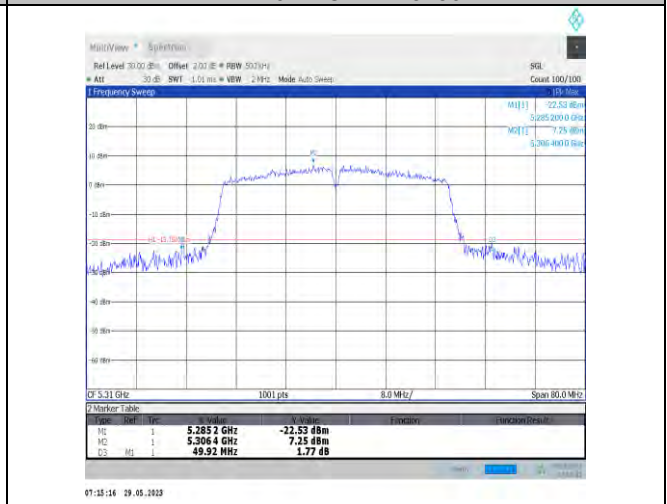 MultiView Spectrum
Ref Level 30.00 dBm Offset 2.00 dB RBW 500 kHz SGL
Att 30 dB SWT 1.01 ms VBW 2 MHz Mode Auto Sweep Count 100/100
1 Frequency Sweep 1Pk Max
M1[1] -22.53 dBm
5.285 200 0 GHz
M2[1] 7.25 dBm
5.306 400 0 GHz
20 dBm
10 dBm
M2
0 dBm
-10 dBm
-20 dBm
-30 dBm
-40 dBm
-50 dBm
-60 dBm
CF 5.31 GHz 1001 pts 8.0 MHz/ Span 80.0 MHz
2 Marker Table
Type Ref Trc X-Value Y-Value Function Function Result
M1 1 5.285 2 GHz -22.53 dBm
M2 1 5.306 4 GHz 7.25 dBm
D3 M1 1 49.92 MHz 1.77 dB
07:15:16 29.05.2023